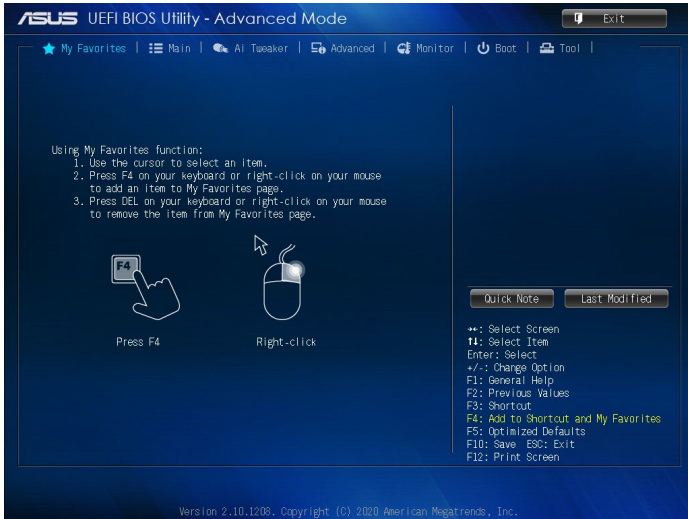 ASUS UEFI BIOS Utility - Advanced Mode
Exit
My Favorites | Main | Ai Tweaker | Advanced | Monitor | Boot | Tool |
Using My Favorites function:
1. Use the cursor to select an item.
2. Press F4 on your keyboard or right-click on your mouse
to add an item to My Favorites page.
3. Press DEL on your keyboard or right-click on your mouse
to remove the item from My Favorites page.
F4
Press F4
Right-click
Quick Note
Last Modified
→←: Select Screen
↑↓: Select Item
Enter: Select
+/-: Change Option
F1: General Help
F2: Previous Values
F3: Shortcut
F4: Add to Shortcut and My Favorites
F5: Optimized Defaults
F10: Save ESC: Exit
F12: Print Screen
Version 2.10.1208. Copyright (C) 2020 American Megatrends, Inc.